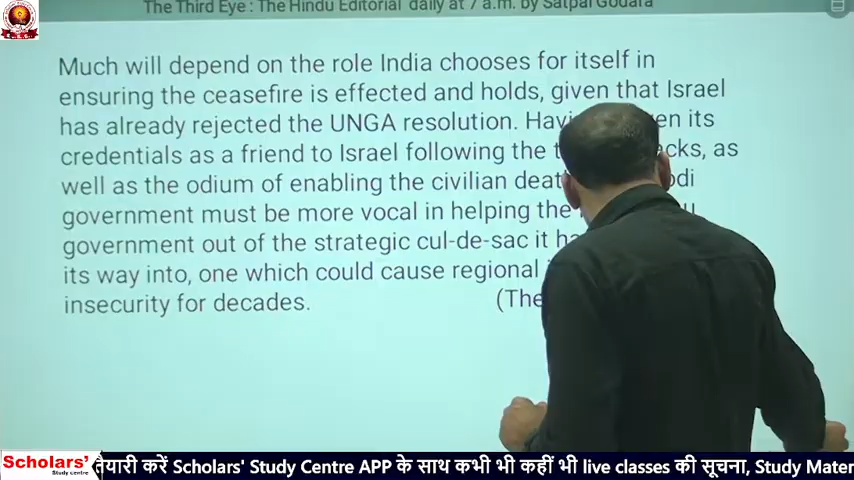 The Third Eye : The Hindu Editorial daily at 7 a.m. by Satpal Godara
Much will depend on the role India chooses for itself in
ensuring the ceasefire is effected and holds, given that Israel
has already rejected the UNGA resolution. its
credentials as a friend to Israel following the as
well as the odium of enabling the civilian
government must be more vocal in helping the
government out of the strategic cul-de-sac it
its way into, one which could cause regional
insecurity for decades. (The
Scholars'
Study centre
तैयारी करें Scholars' Study Centre APP के साथ कभी भी कहीं भी live classes की सूचना, Study Mater